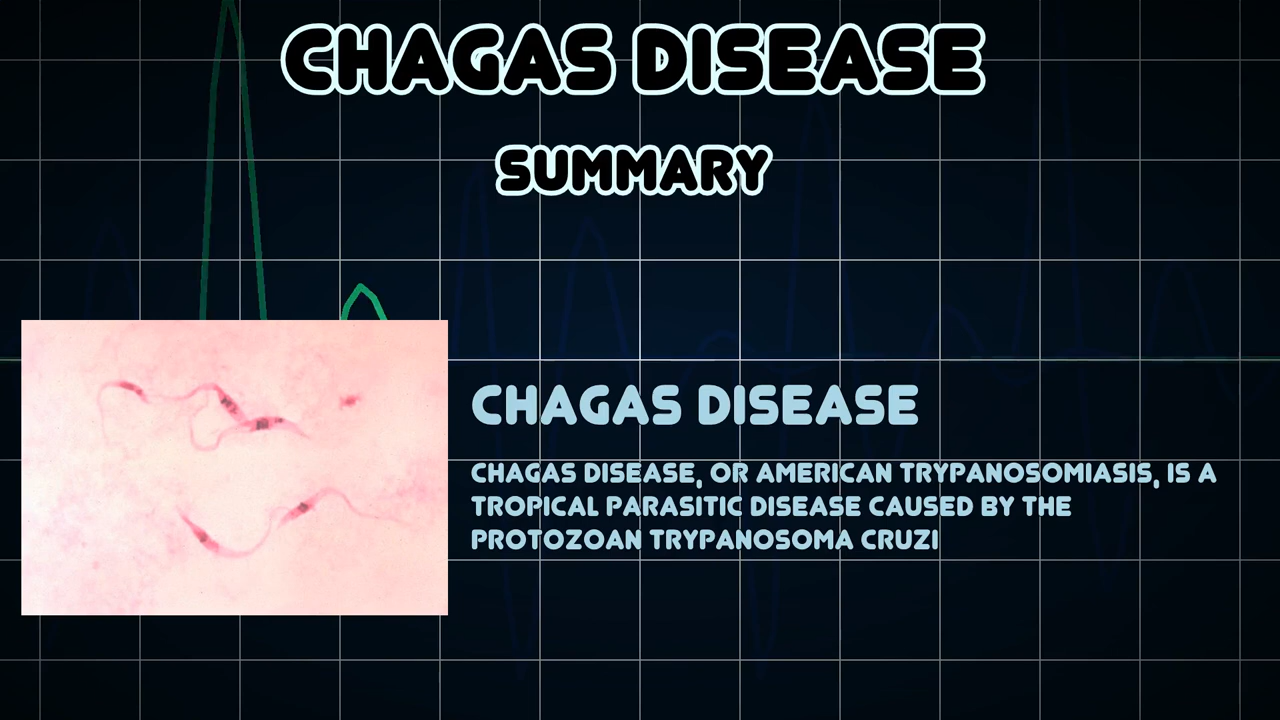 CHAGAS DISEASE
SUMMARY
CHAGAS DISEASE
CHAGAS DISEASE, OR AMERICAN TRYPANOSOMIASIS, IS A
TROPICAL PARASITIC DISEASE CAUSED BY THE
PROTOZOAN TRYPANOSOMA CRUZI